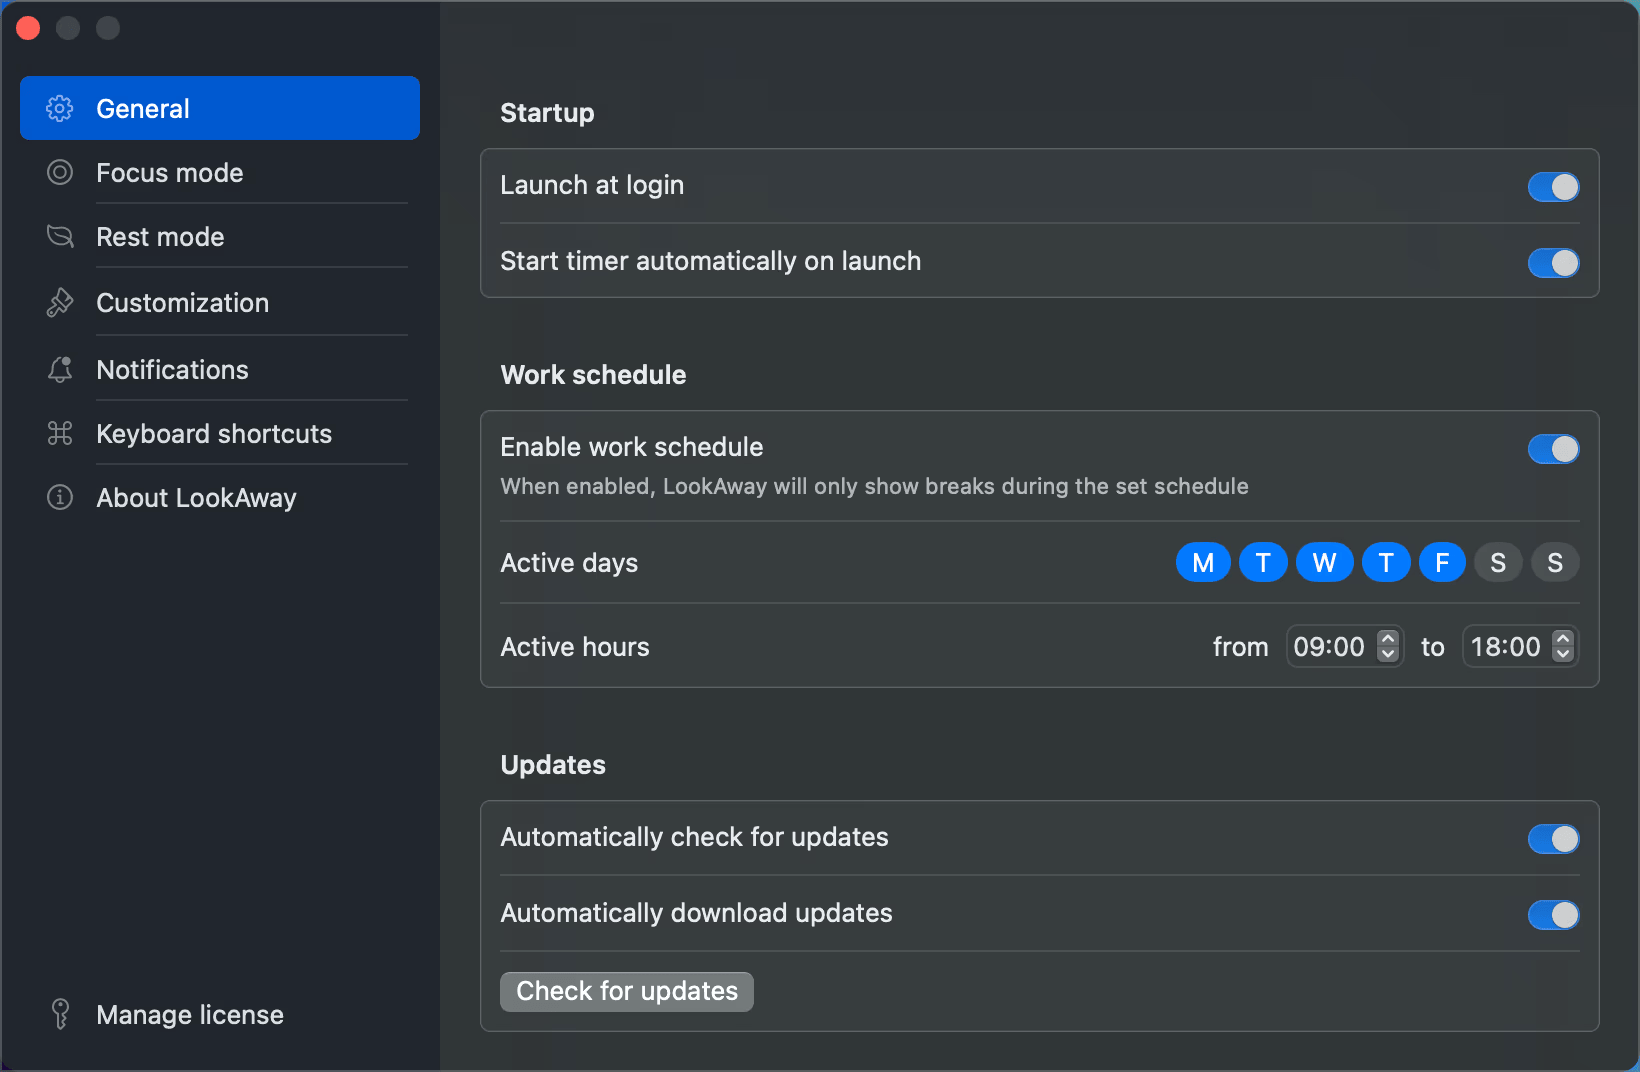 General
Focus mode
Rest mode
Customization
Notifications
Keyboard shortcuts
About LookAway
Manage license
Startup
Launch at login
Start timer automatically on launch
Work schedule
Enable work schedule
When enabled, LookAway will only show breaks during the set schedule
Active days M T W T F S S
Active hours from 09:00 to 18:00
Updates
Automatically check for updates
Automatically download updates
Check for updates